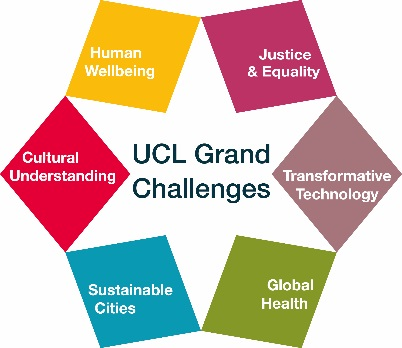 Human
Wellbeing
Justice
& Equality
Cultural
Understanding
UCL Grand
Challenges
Transformative
Technology
Sustainable
Cities
Global
Health